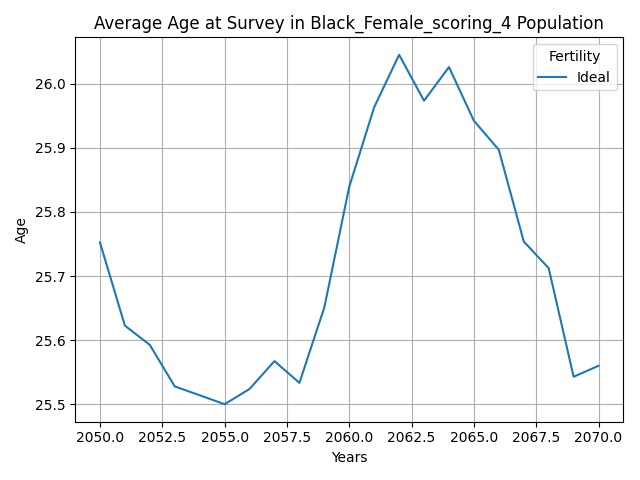 Average Age at Survey in Black_Female_scoring_4 Population
Fertility
Ideal
Age
26.0
25.9
25.8
25.7
25.6
25.5
2050.0 2052.5 2055.0 2057.5 2060.0 2062.5 2065.0 2067.5 2070.0
Years